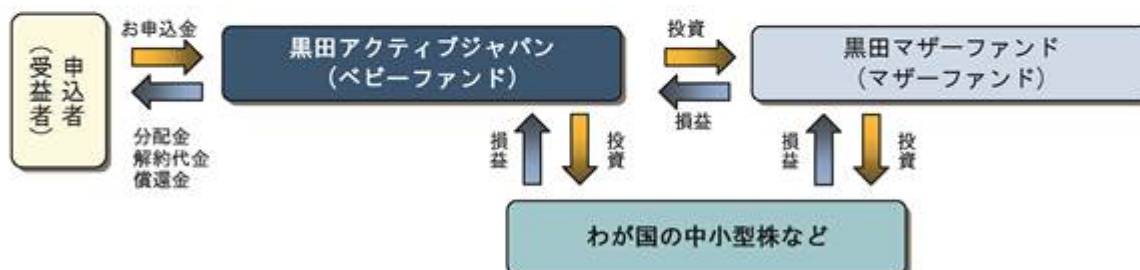 申込者
（受益者）
お申込金
分配金
解約代金
償還金
黒田アクティブジャパン
（ベビーファンド）
投資
損益
黒田マザーファンド
（マザーファンド）
損益
投資
損益
投資
わが国の中小型株など